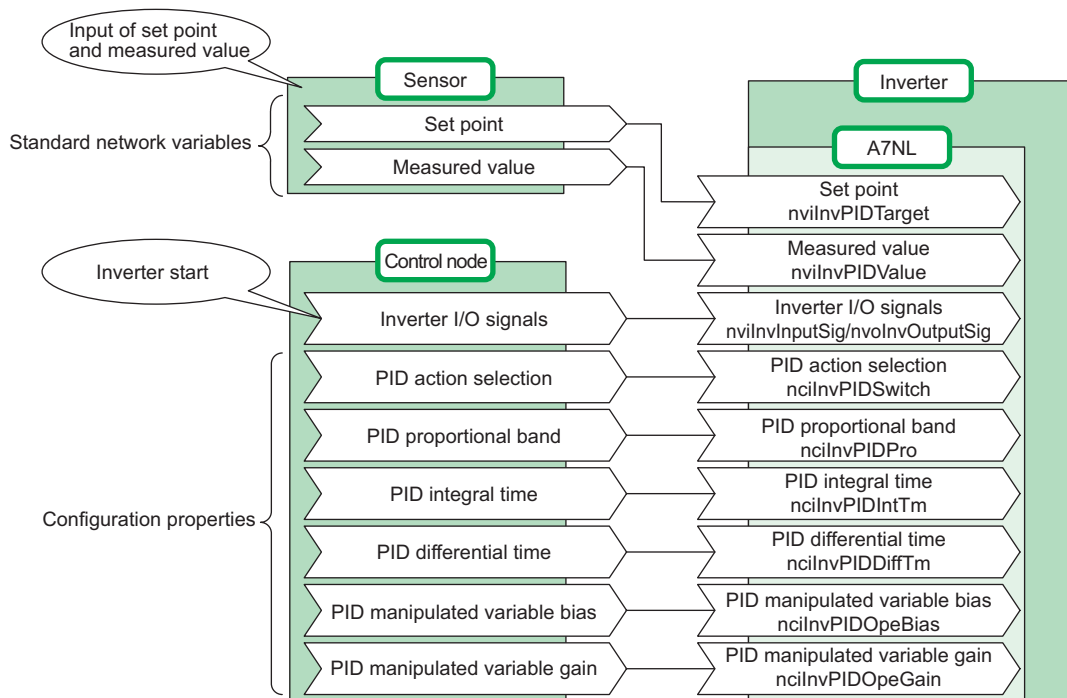 Input of set point
and measured value
Sensor
Set point
Measured value
Standard network variables
Inverter
A7NL
Set point
nviInvPIDTarget
Measured value
nviInvPIDValue
Inverter start
Control node
Inverter I/O signals
Inverter I/O signals
nviInvInputSig/nvoInvOutputSig
PID action selection
PID action selection
nciInvPIDSwitch
PID proportional band
PID proportional band
nciInvPIDPro
Configuration properties
PID integral time
PID integral time
nciInvPIDIntTm
PID differential time
PID differential time
nciInvPIDDiffTm
PID manipulated variable bias
PID manipulated variable bias
nciInvPIDOpeBias
PID manipulated variable gain
PID manipulated variable gain
nciInvPIDOpeGain